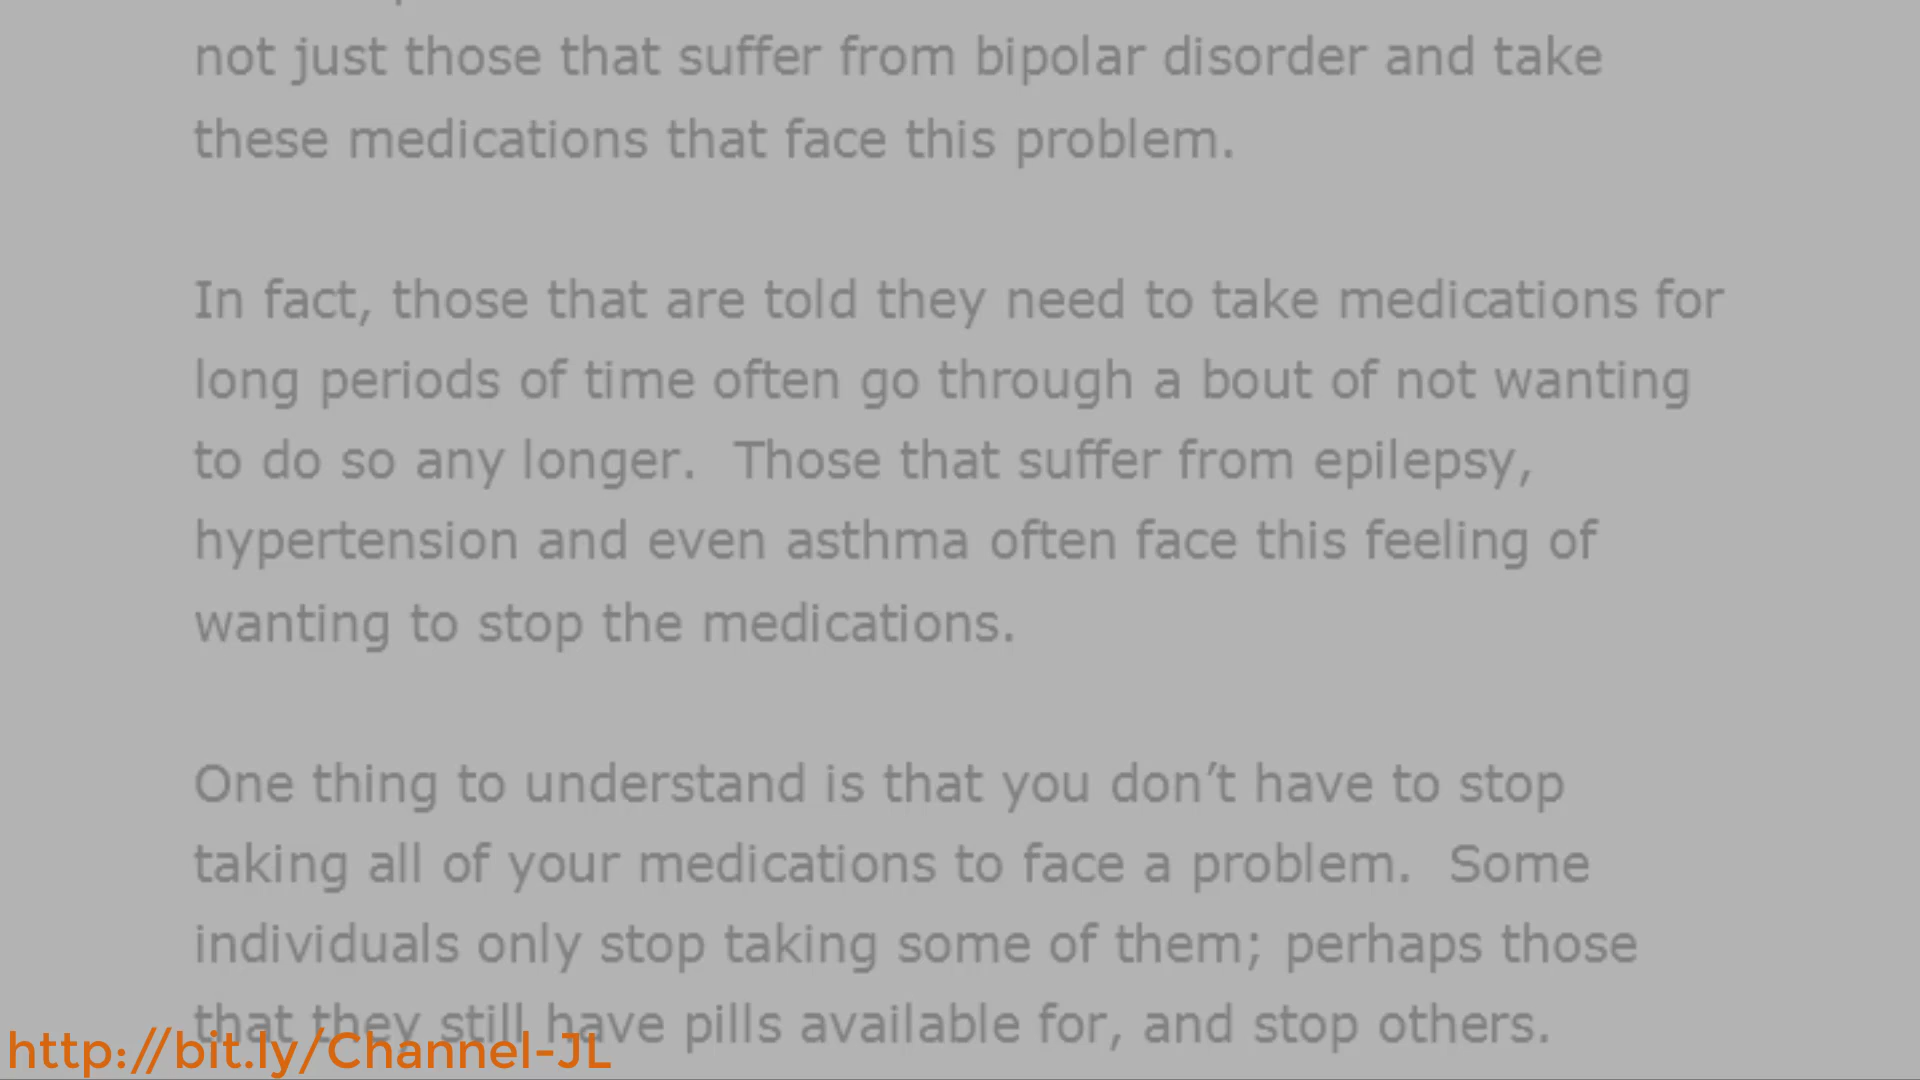 not just those that suffer from bipolar disorder and take
these medications that face this problem.
In fact, those that are told they need to take medications for
long periods of time often go through a bout of not wanting
to do so any longer.  Those that suffer from epilepsy,
hypertension and even asthma often face this feeling of
wanting to stop the medications.
One thing to understand is that you don’t have to stop
taking all of your medications to face a problem.  Some
individuals only stop taking some of them; perhaps those
that they still have pills available for, and stop others.
http://bit.ly/Channel-JL